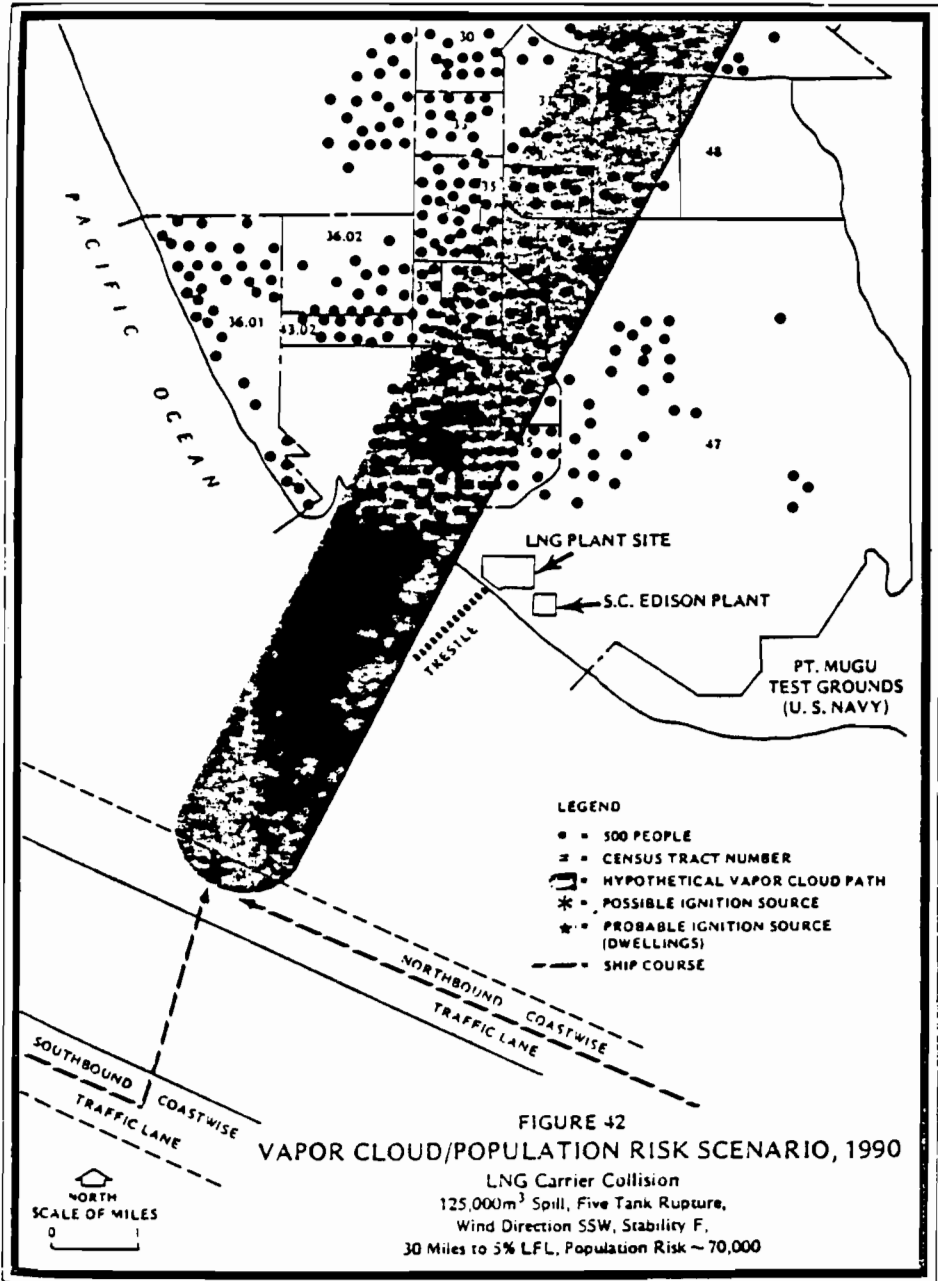 30
33
35
48
PACIFIC OCEAN
36.02
36.01
43.02
47
LNG PLANT SITE
S.C. EDISON PLANT
TRESTLE
PT. MUGU
TEST GROUNDS
(U. S. NAVY)
LEGEND
• = 500 PEOPLE
= CENSUS TRACT NUMBER
= HYPOTHETICAL VAPOR CLOUD PATH
* = POSSIBLE IGNITION SOURCE
★ = PROBABLE IGNITION SOURCE
(DWELLINGS)
= SHIP COURSE
NORTHBOUND COASTWISE
TRAFFIC LANE
SOUTHBOUND COASTWISE
TRAFFIC LANE
NORTH
SCALE OF MILES
0 1
FIGURE 42
VAPOR CLOUD/POPULATION RISK SCENARIO, 1990
LNG Carrier Collision
125,000m³ Spill, Five Tank Rupture,
Wind Direction SSW, Stability F,
30 Miles to 5% LFL, Population Risk ~ 70,000